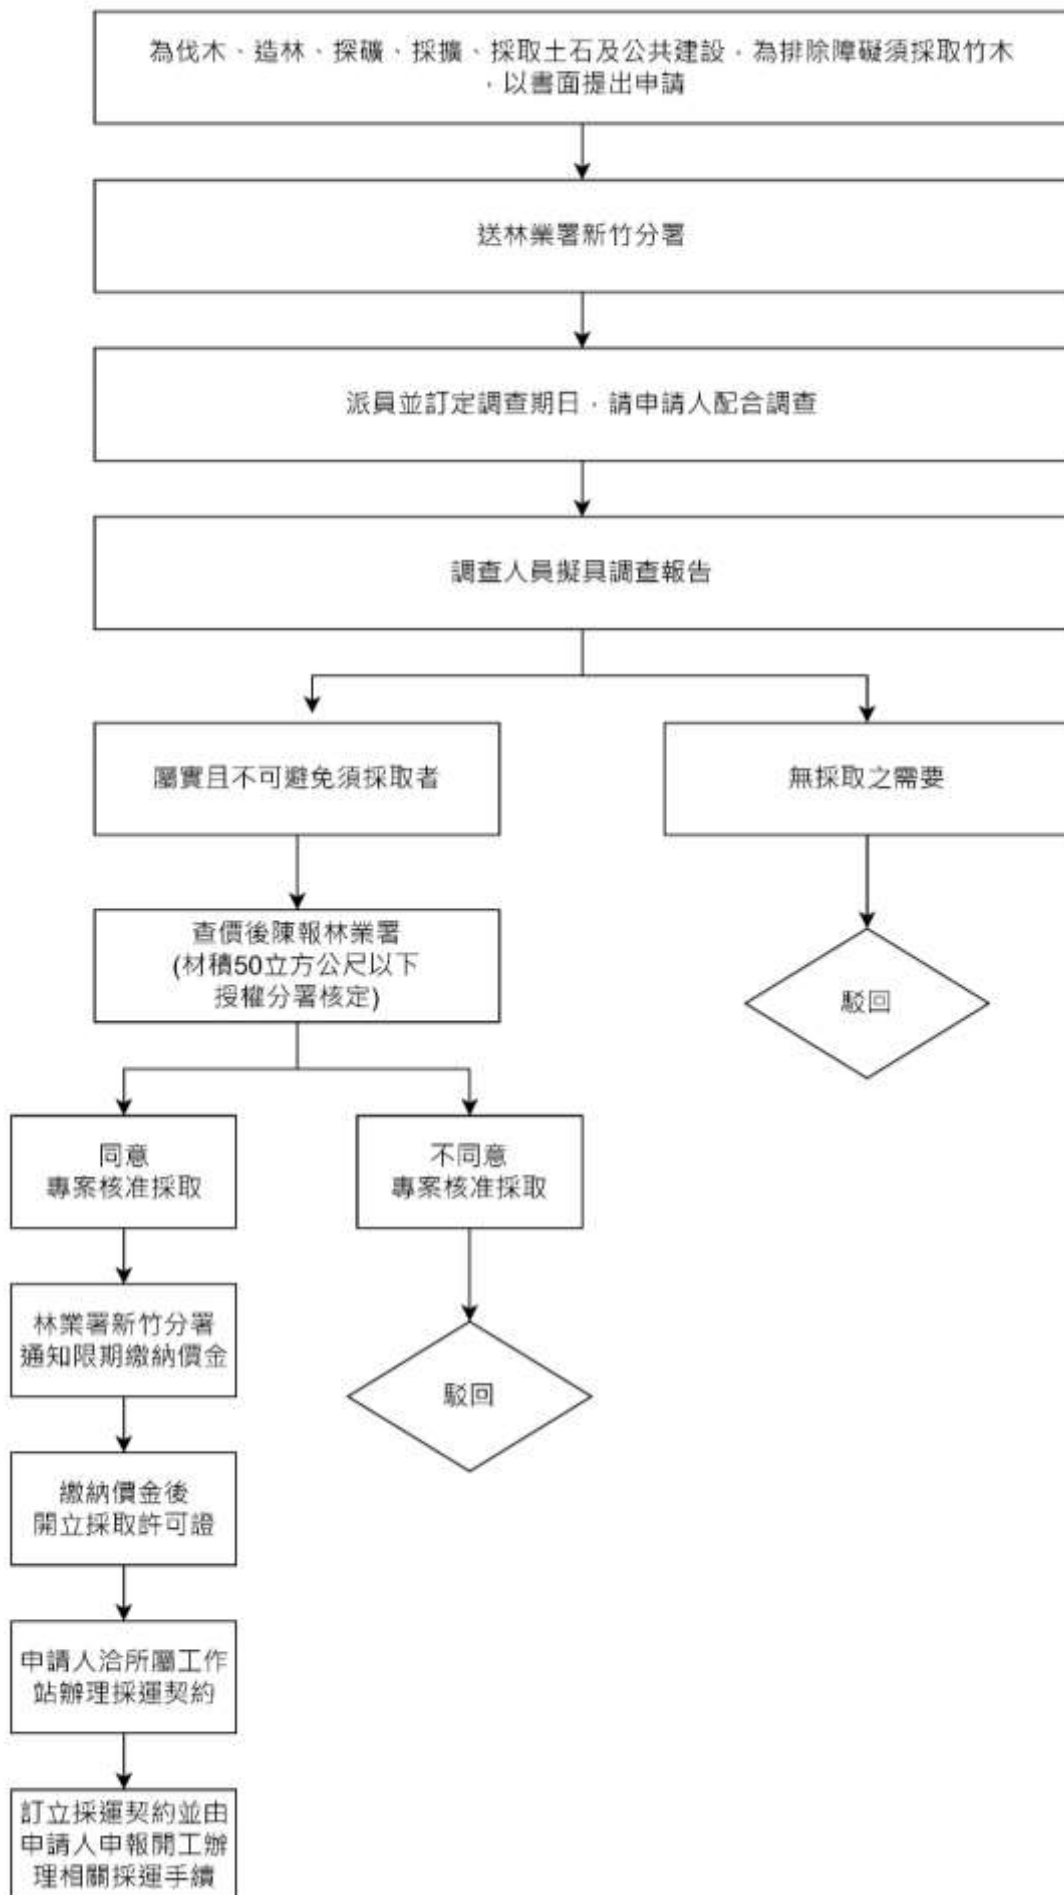 為伐木、造林、探礦、採擴、採取土石及公共建設，為排除障礙須採取竹木
，以書面提出申請
送林業署新竹分署
派員並訂定調查期日，請申請人配合調查
調查人員擬具調查報告
屬實且不可避免須採取者
無採取之需要
查價後陳報林業署
(材積50立方公尺以下
授權分署核定)
駁回
同意
專案核准採取
不同意
專案核准採取
林業署新竹分署
通知限期繳納價金
駁回
繳納價金後
開立採取許可證
申請人洽所屬工作
站辦理採運契約
訂立採運契約並由
申請人申報開工辦
理相關採運手續